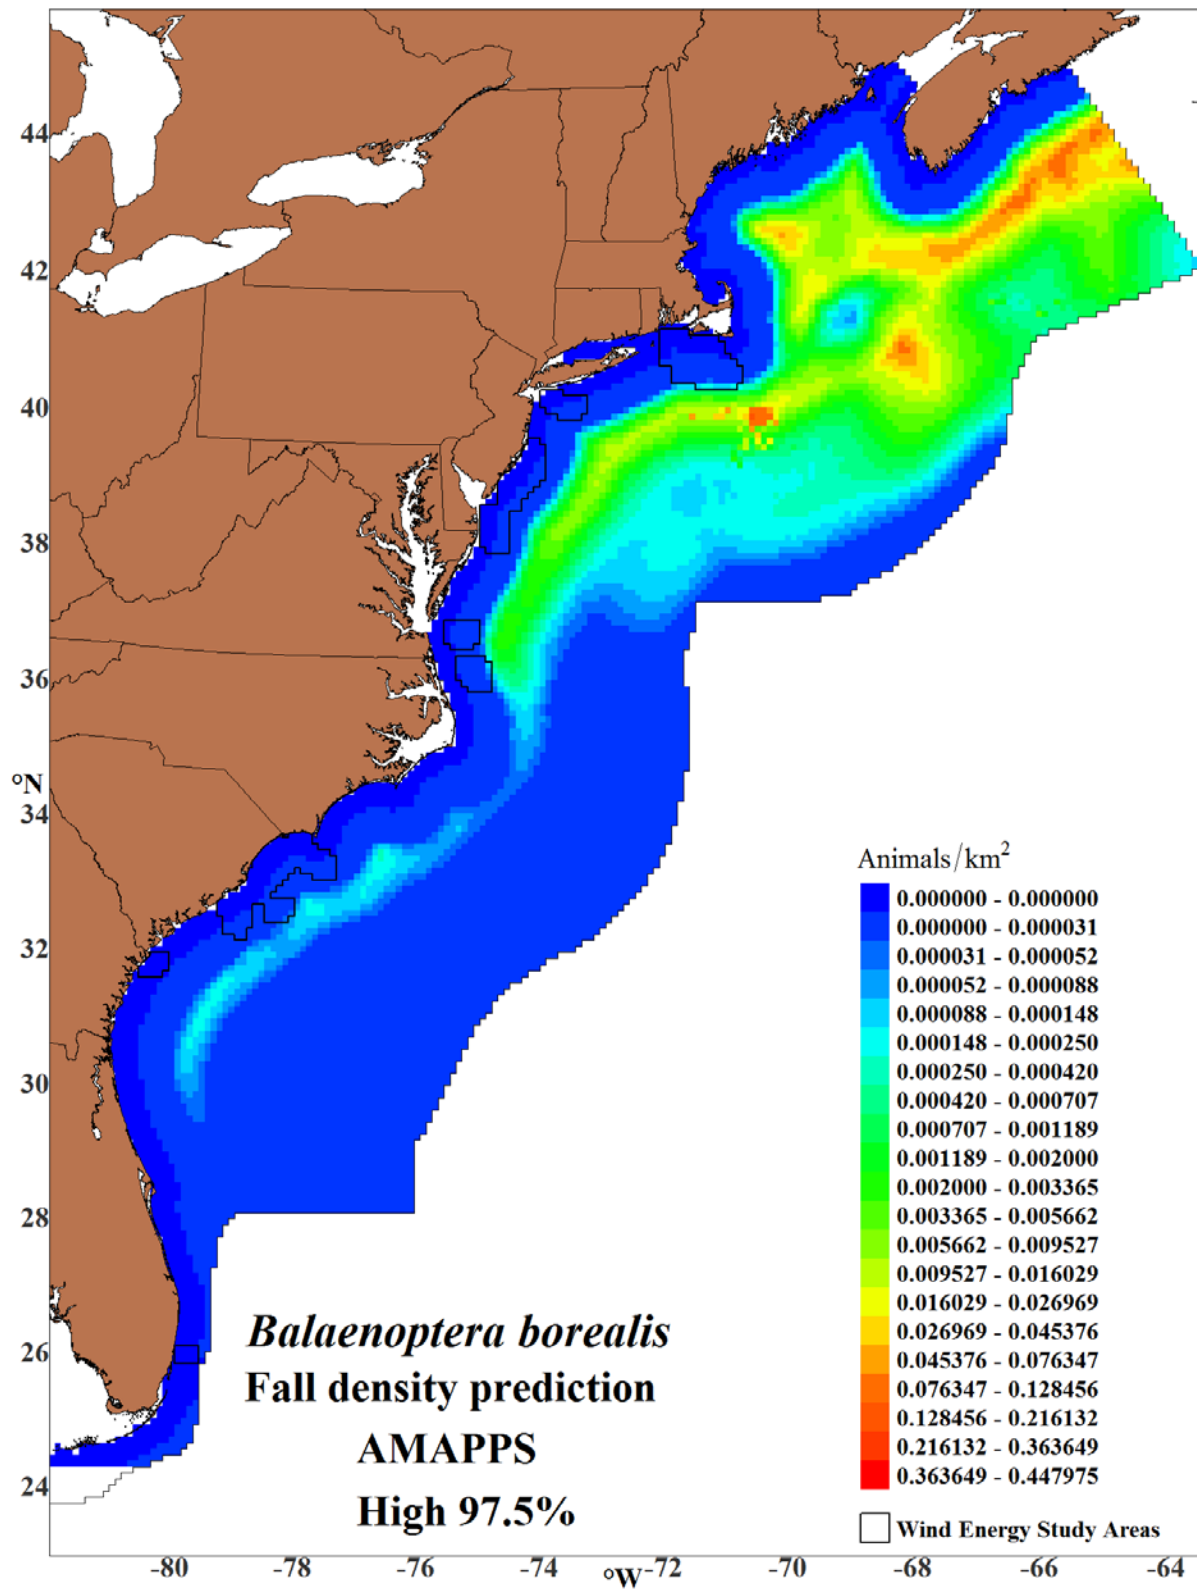 44
42
40
38
36
°N
34
32
30
28
26
24
Animals/km²
0.000000 - 0.000000
0.000000 - 0.000031
0.000031 - 0.000052
0.000052 - 0.000088
0.000088 - 0.000148
0.000148 - 0.000250
0.000250 - 0.000420
0.000420 - 0.000707
0.000707 - 0.001189
0.001189 - 0.002000
0.002000 - 0.003365
0.003365 - 0.005662
0.005662 - 0.009527
0.009527 - 0.016029
0.016029 - 0.026969
0.026969 - 0.045376
0.045376 - 0.076347
0.076347 - 0.128456
0.128456 - 0.216132
0.216132 - 0.363649
0.363649 - 0.447975
Wind Energy Study Areas
Balaenoptera borealis
Fall density prediction
AMAPPS
High 97.5%
-80 -78 -76 -74 °W -72 -70 -68 -66 -64